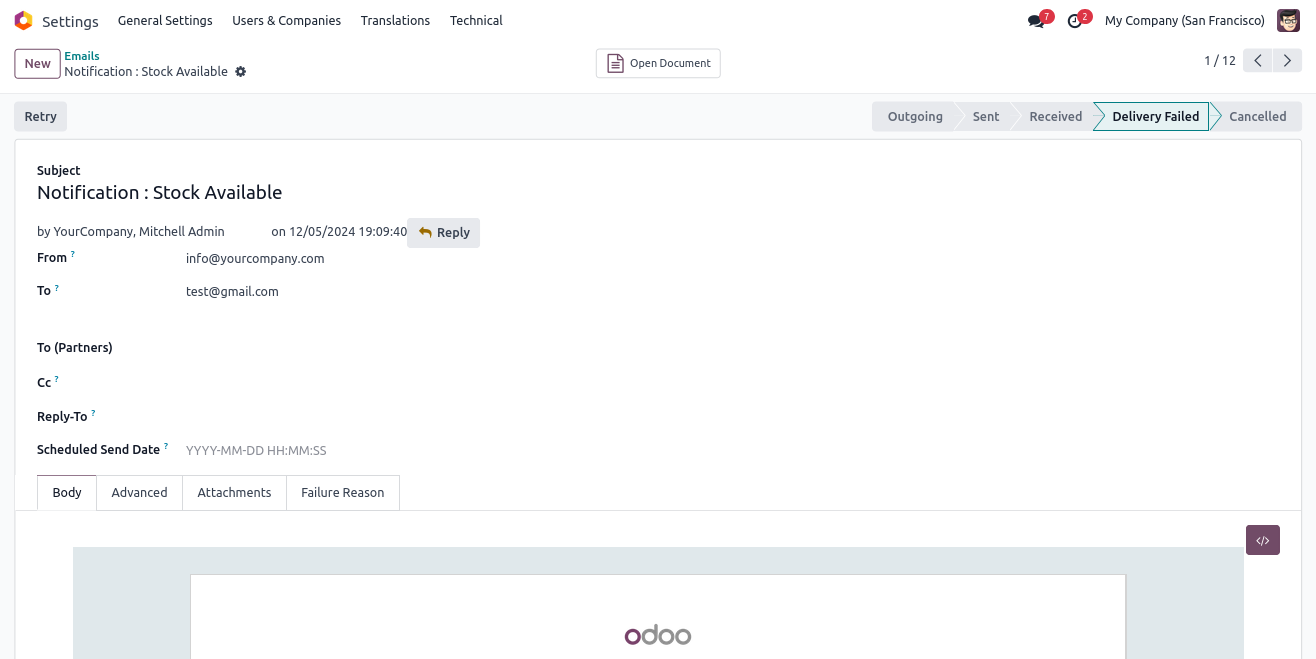 Settings General Settings Users & Companies Translations Technical 7 2 My Company (San Francisco)
New Emails
Notification : Stock Available Open Document 1 / 12
Retry Outgoing Sent Received Delivery Failed Cancelled
Subject
Notification : Stock Available
by YourCompany, Mitchell Admin on 12/05/2024 19:09:40 Reply
From ? info@yourcompany.com
To ? test@gmail.com
To (Partners)
Cc ?
Reply-To ?
Scheduled Send Date ? YYYY-MM-DD HH:MM:SS
Body Advanced Attachments Failure Reason
</>
odoo